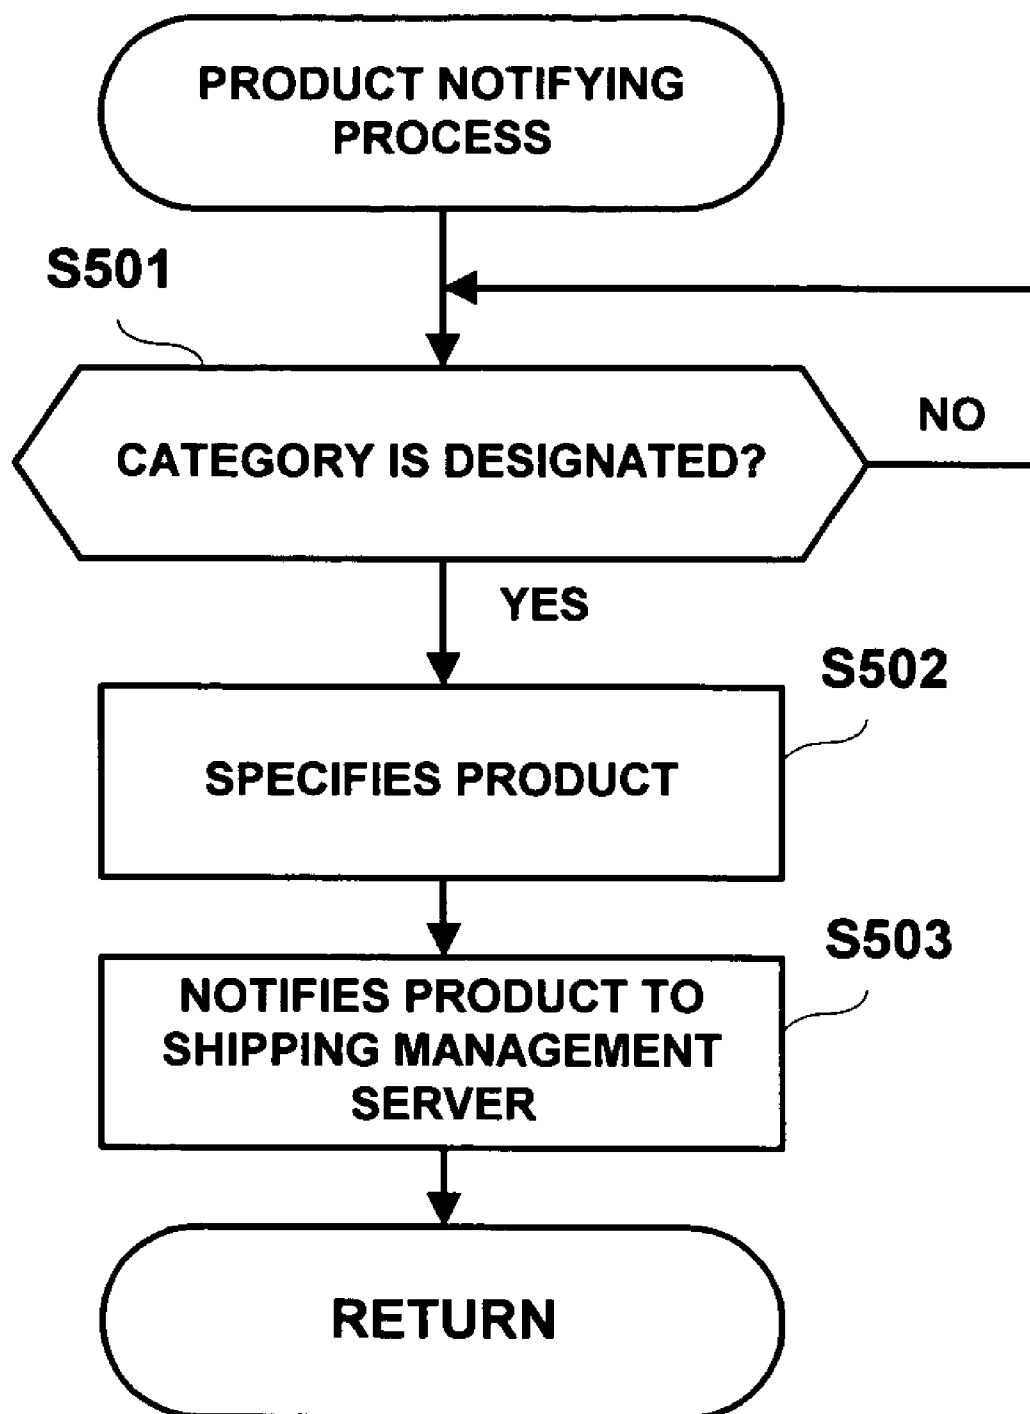 PRODUCT NOTIFYING
PROCESS
S501
CATEGORY IS DESIGNATED?
NO
YES
S502
SPECIFIES PRODUCT
S503
NOTIFIES PRODUCT TO
SHIPPING MANAGEMENT
SERVER
RETURN